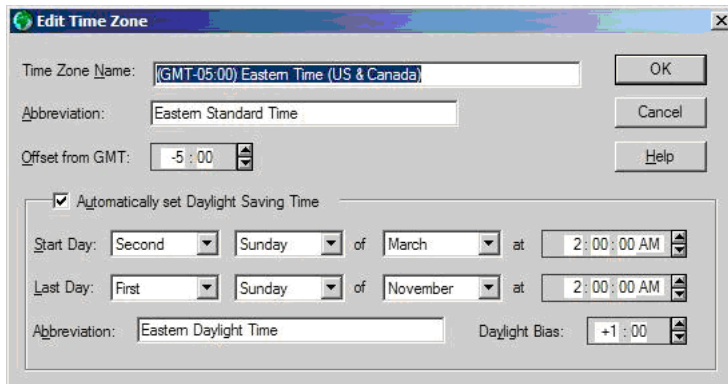 Edit Time Zone
Time Zone Name: (GMT-05:00) Eastern Time (US & Canada) OK
Abbreviation: Eastern Standard Time Cancel
Offset from GMT: -5 : 00 Help
Automatically set Daylight Saving Time
Start Day: Second Sunday of March at 2 : 00 : 00 AM
Last Day: First Sunday of November at 2 : 00 : 00 AM
Abbreviation: Eastern Daylight Time Daylight Bias: +1 : 00